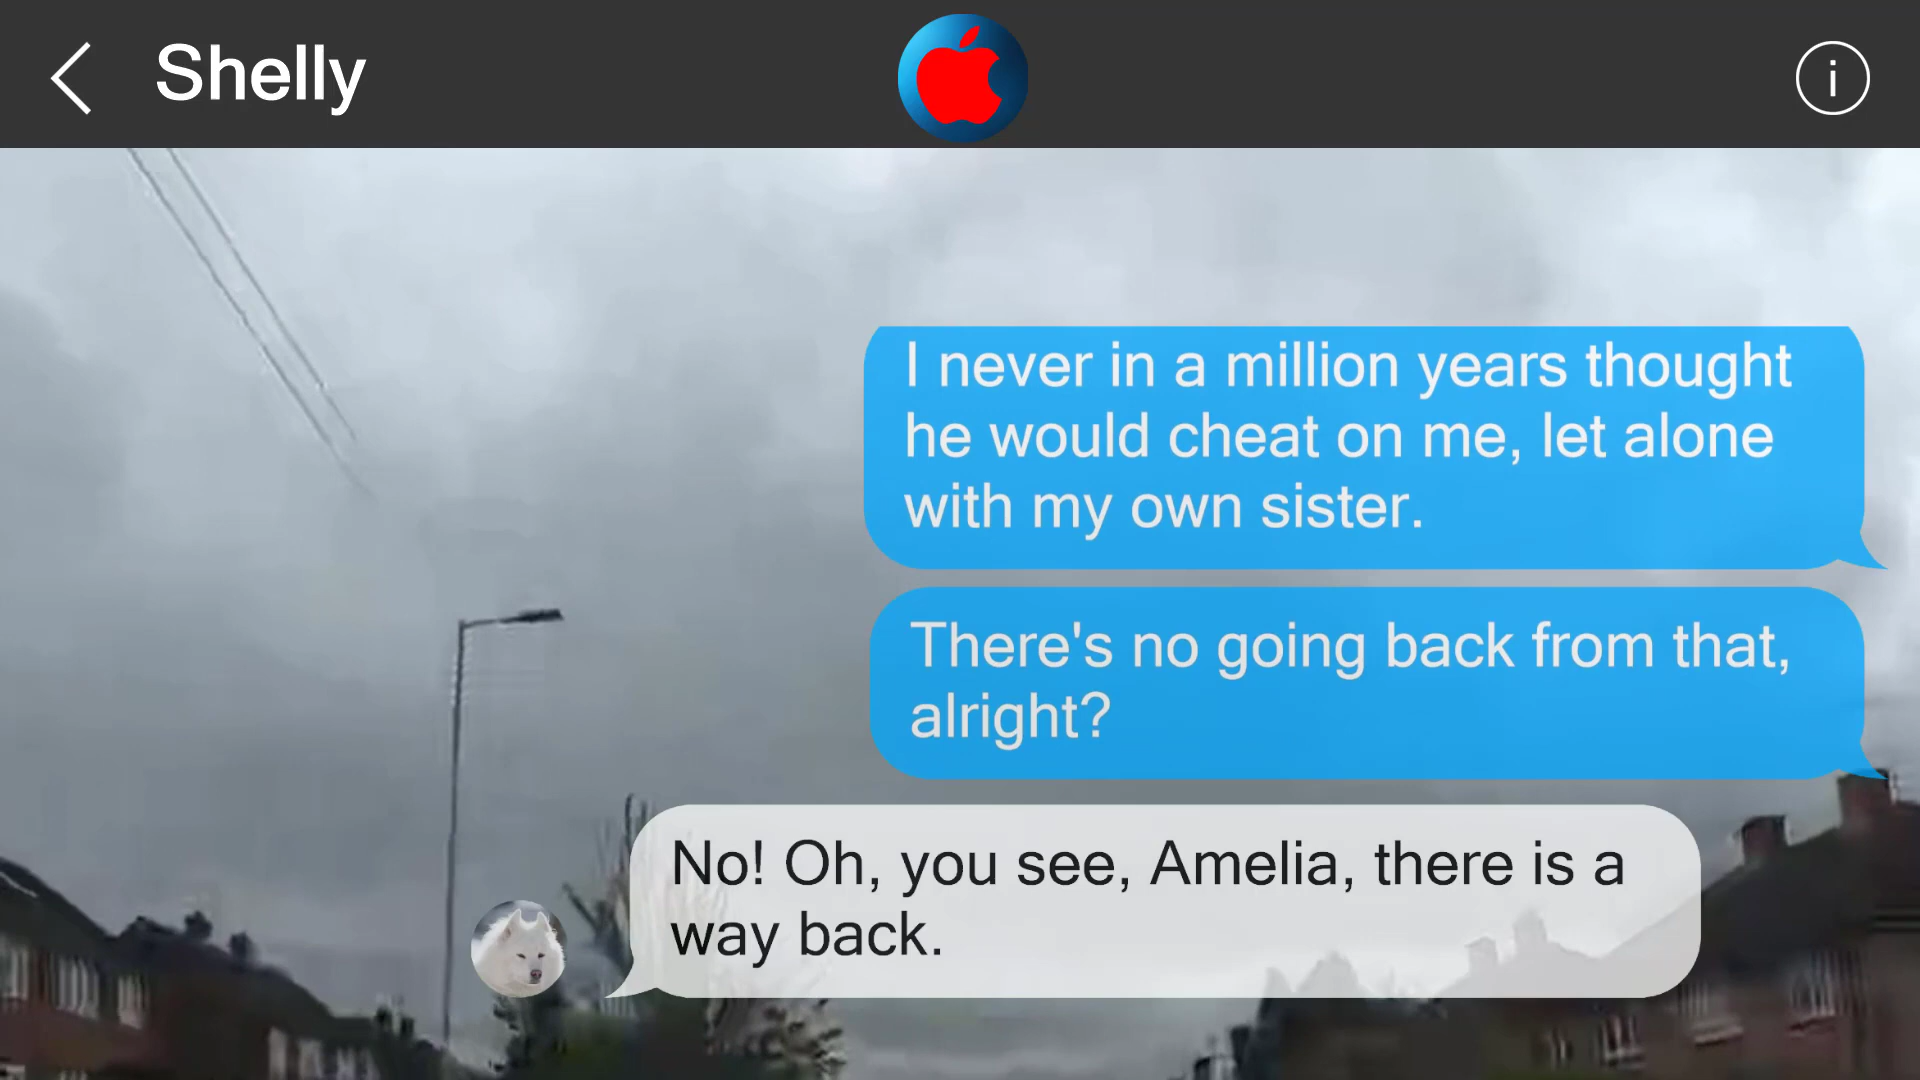 Shelly
i
I never in a million years thought
he would cheat on me, let alone
with my own sister.
There's no going back from that,
alright?
No! Oh, you see, Amelia, there is a
way back.